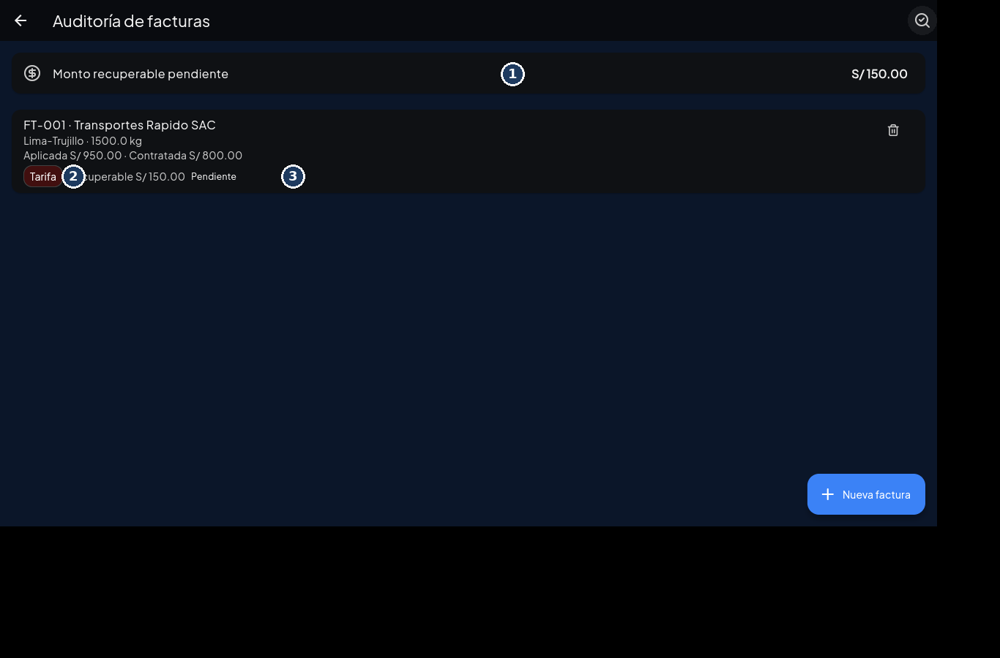 Auditoría de facturas
Monto recuperable pendiente 1 S/ 150.00
FT-001 · Transportes Rapido SAC
Lima-Trujillo · 1500.0 kg
Aplicada S/ 950.00 · Contratada S/ 800.00
Tarifa 2 cuperable S/ 150.00 Pendiente 3
Nueva factura